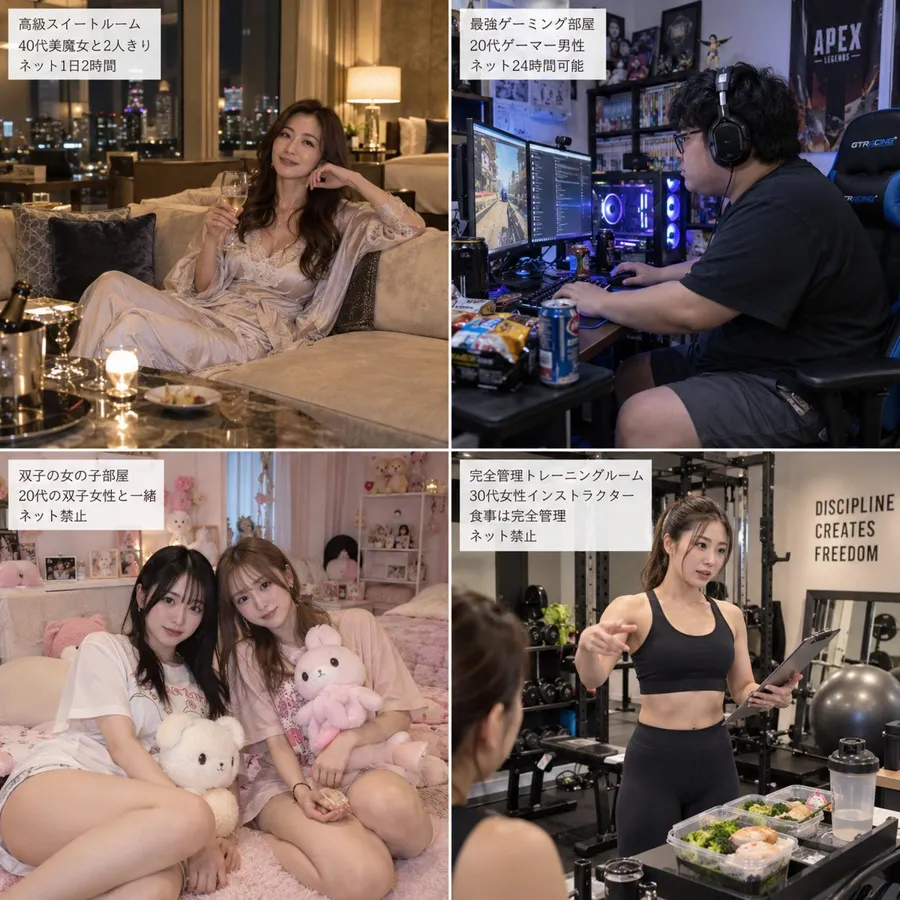 高級スイートルーム
40代美魔女と2人きり
ネット1日2時間
最強ゲーミング部屋
20代ゲーマー男性
ネット24時間可能
APEX
LEGENDS
GTRACING
双子の女の子部屋
20代の双子女性と一緒
ネット禁止
完全管理トレーニングルーム
30代女性インストラクター
食事は完全管理
ネット禁止
DISCIPLINE
CREATES
FREEDOM